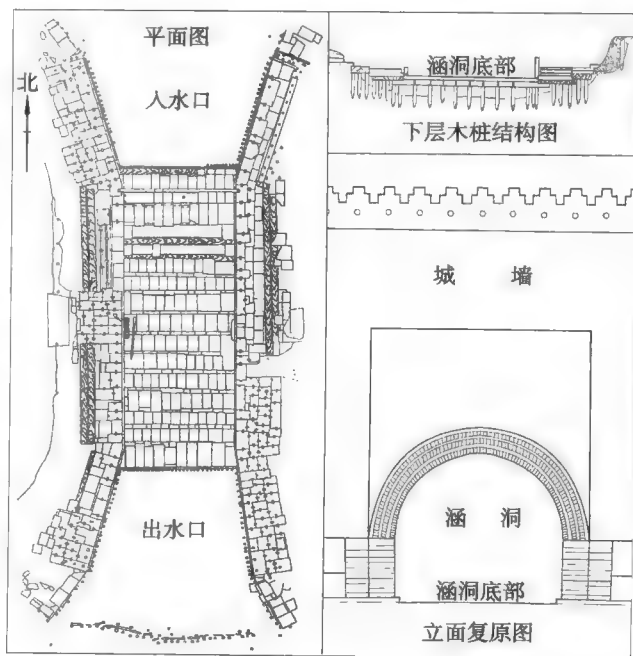 平面图
北
入水口
出水口
涵洞底部
下层木桩结构图
城 墙
涵 洞
涵洞底部
立面复原图